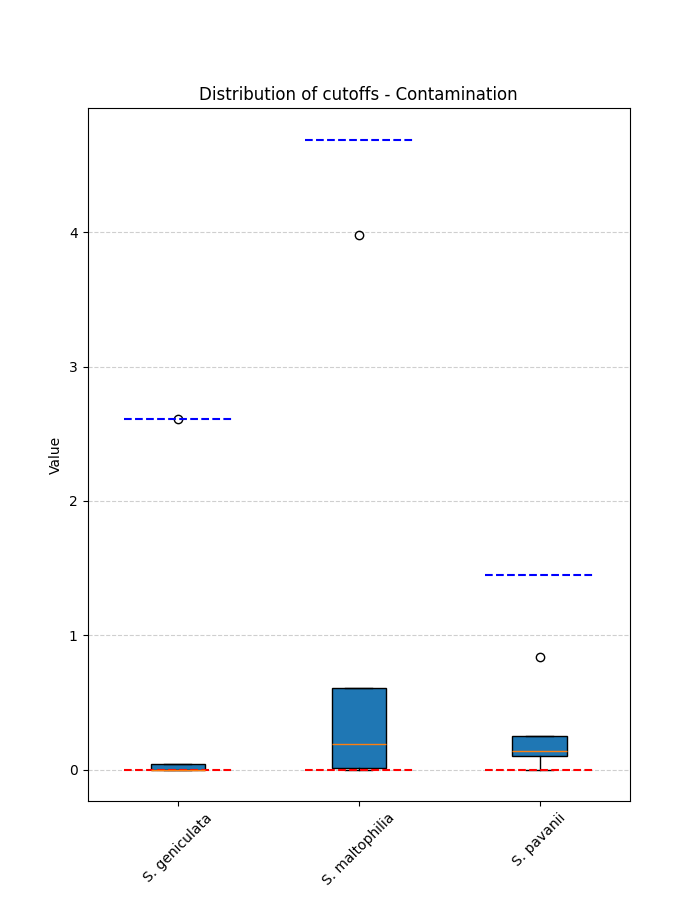 Distribution of cutoffs - Contamination
Value
4
3
2
1
0
S. geniculata
S. maltophilia
S. pavanii